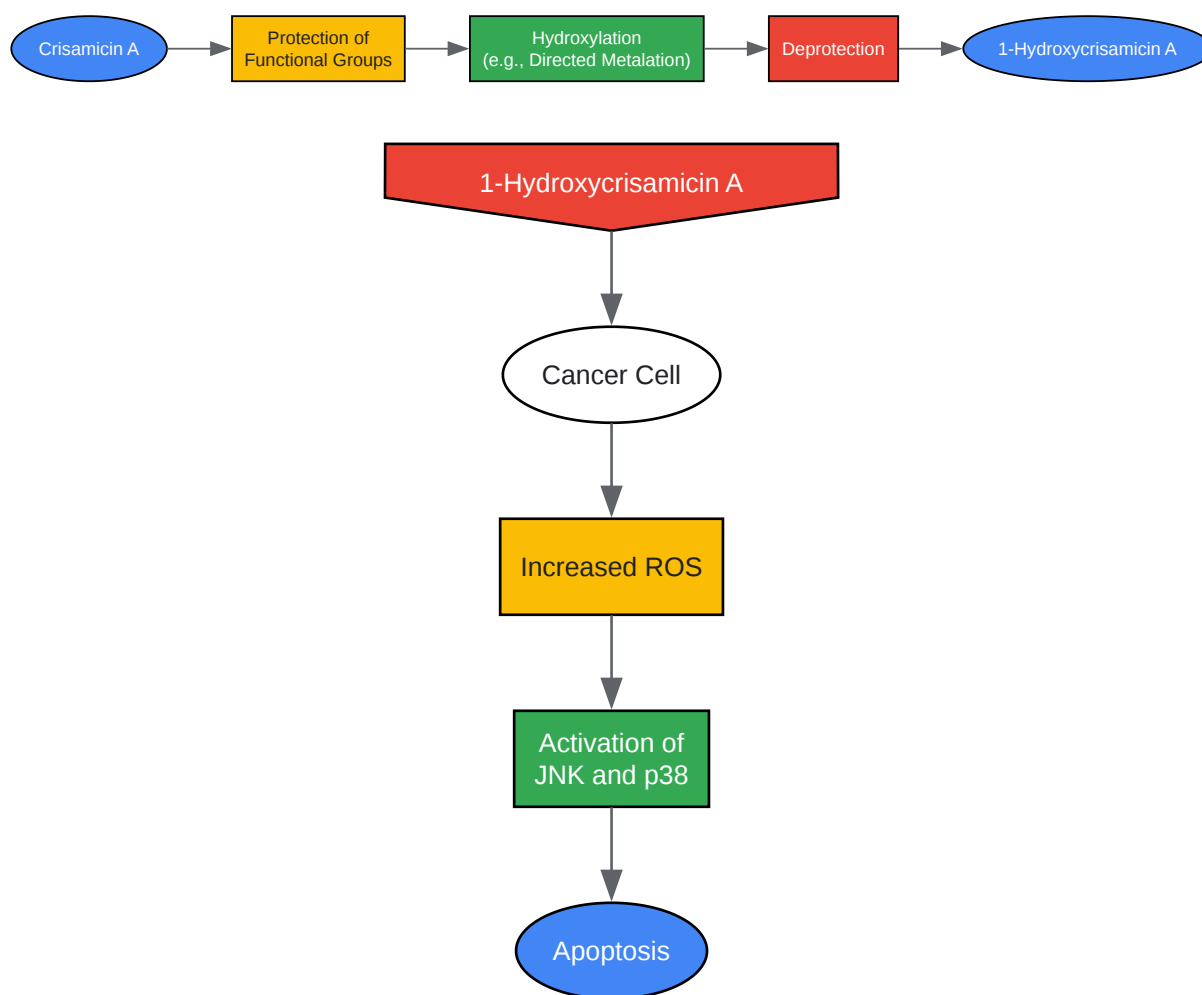 Crisamicin A
Protection of
Functional Groups
Hydroxylation
(e.g., Directed Metalation)
Deprotection
1-Hydroxycrisamicin A
1-Hydroxycrisamicin A
Cancer Cell
Increased ROS
Activation of
JNK and p38
Apoptosis